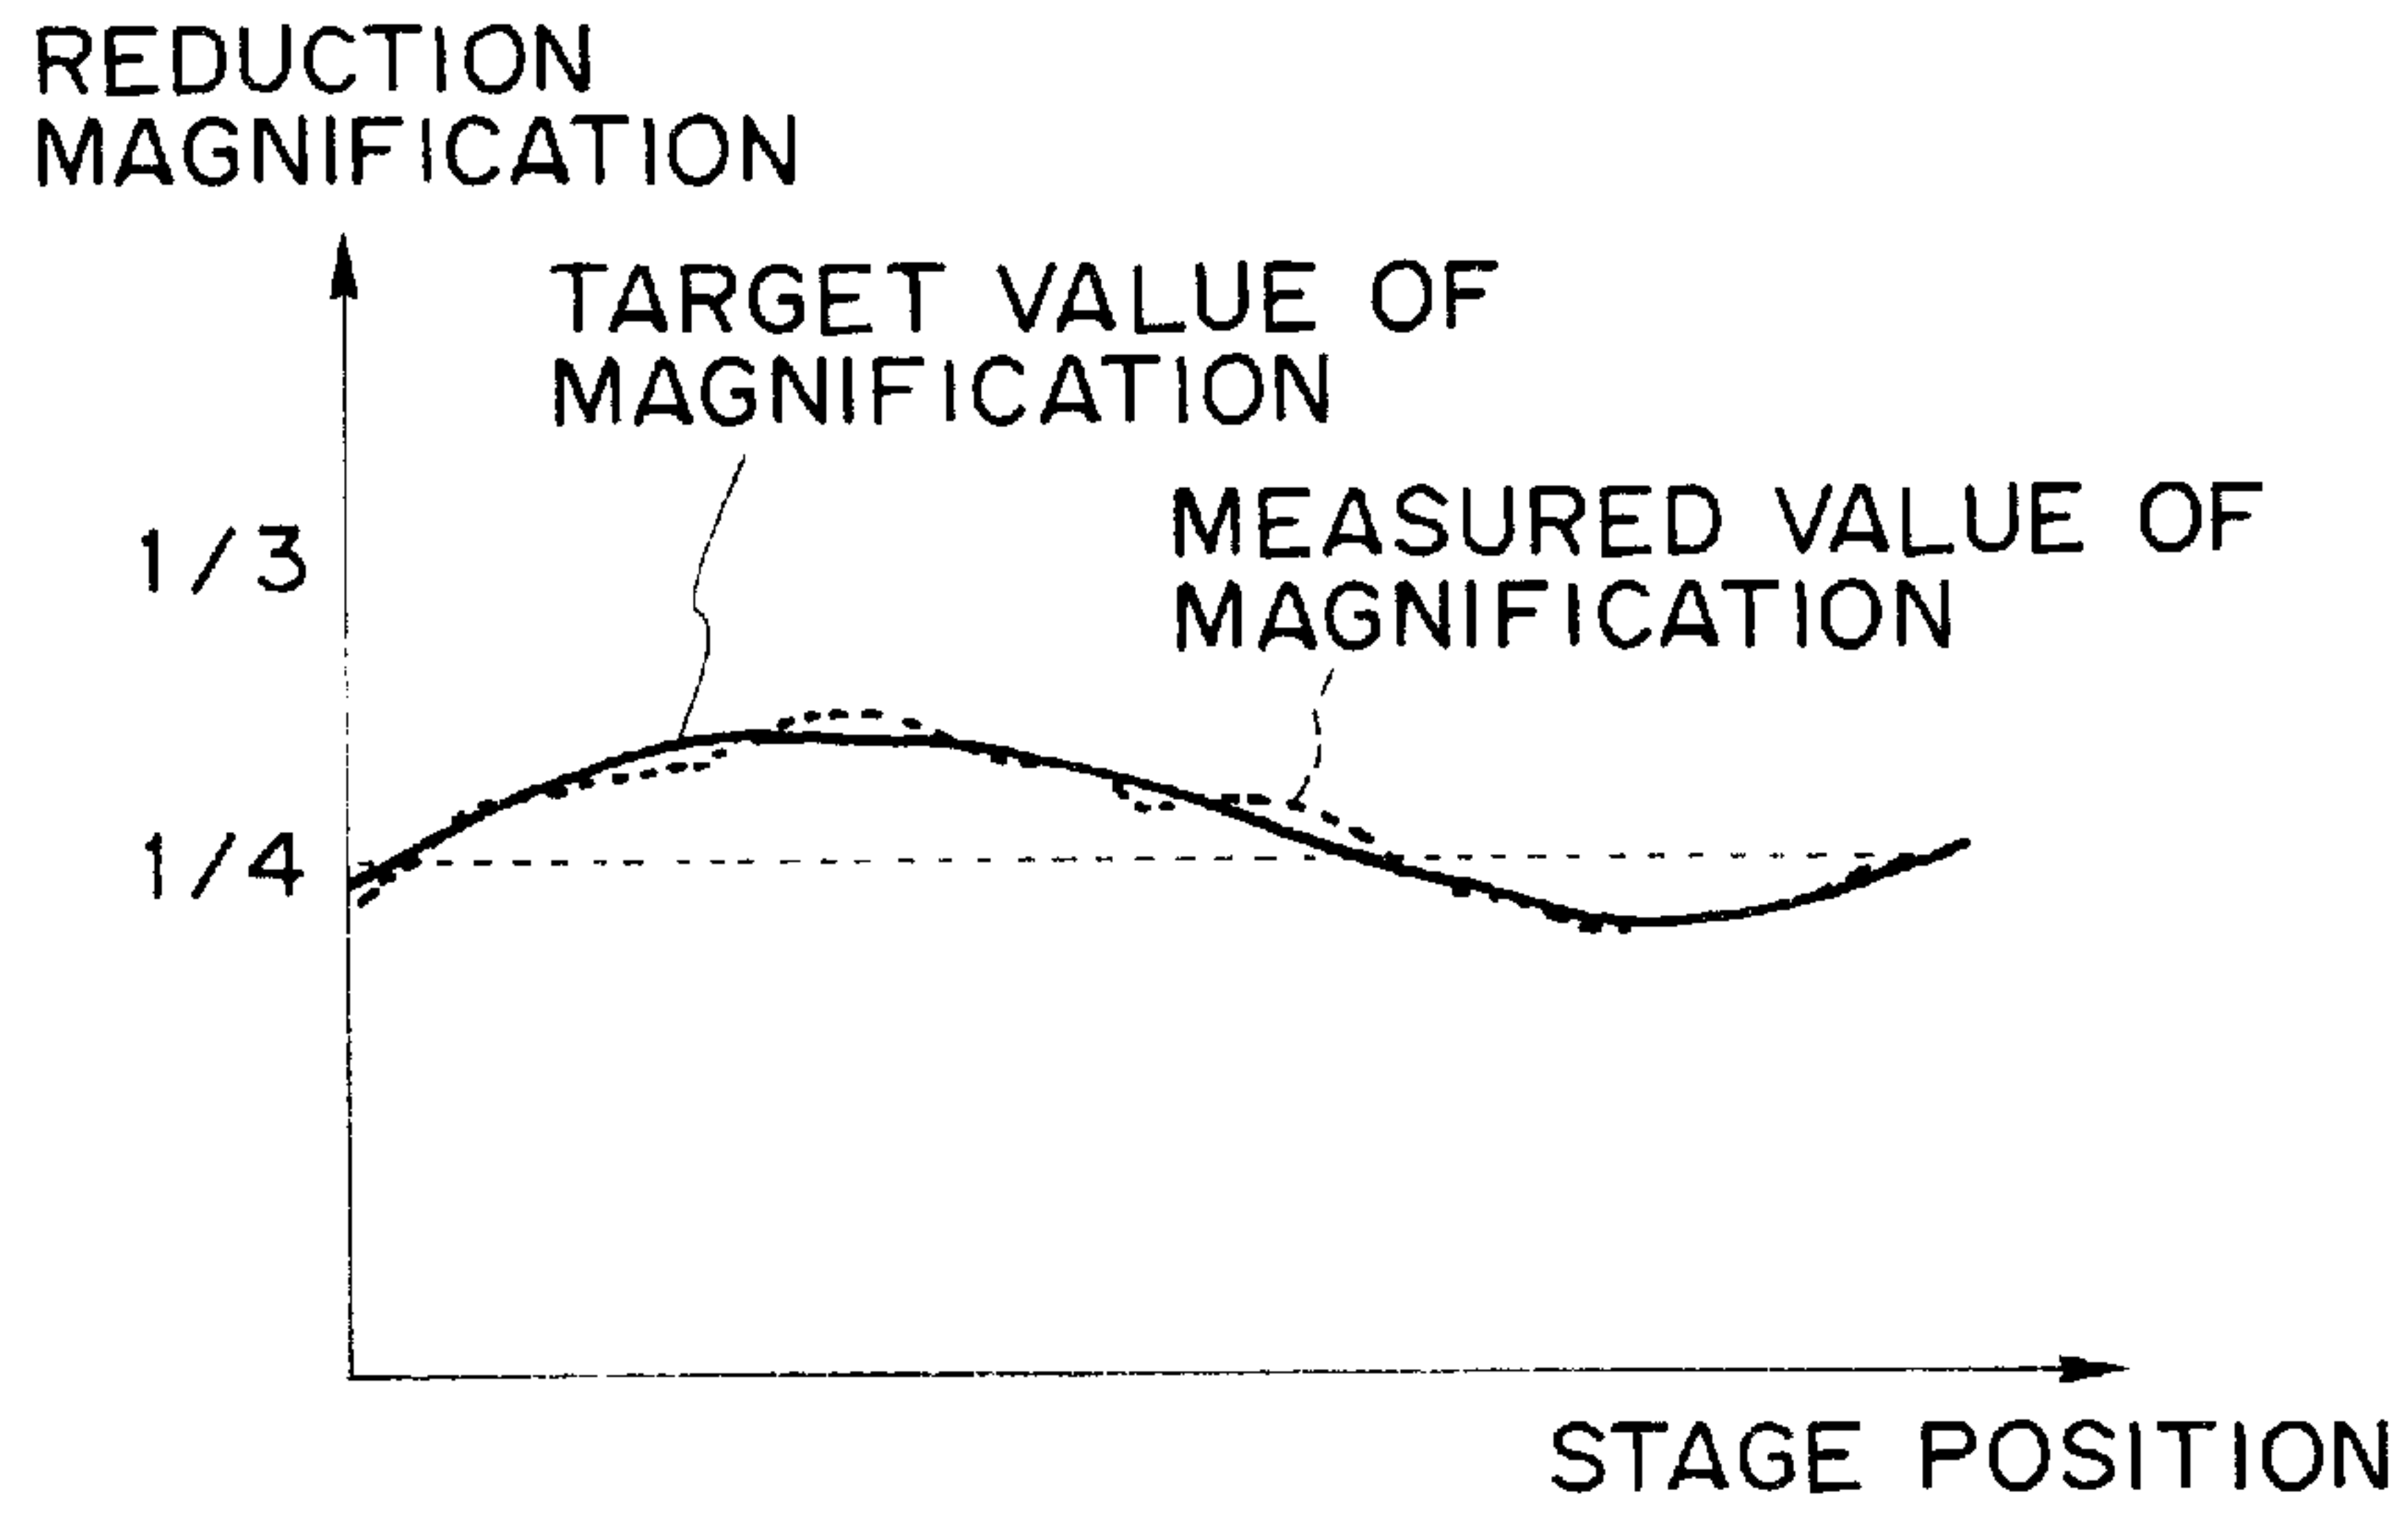 REDUCTION
MAGNIFICATION
TARGET VALUE OF
MAGNIFICATION
MEASURED VALUE OF
MAGNIFICATION
1/3
1/4
STAGE POSITION